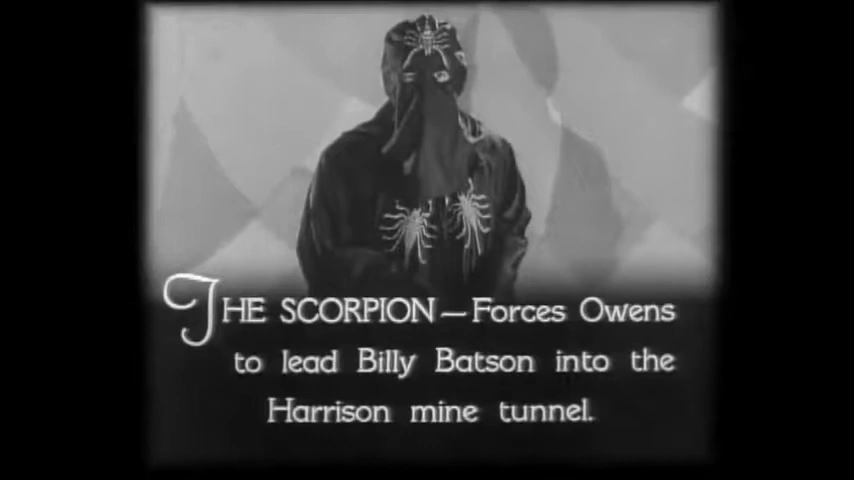 THE SCORPION—Forces Owens
to lead Billy Batson into the
Harrison mine tunnel.